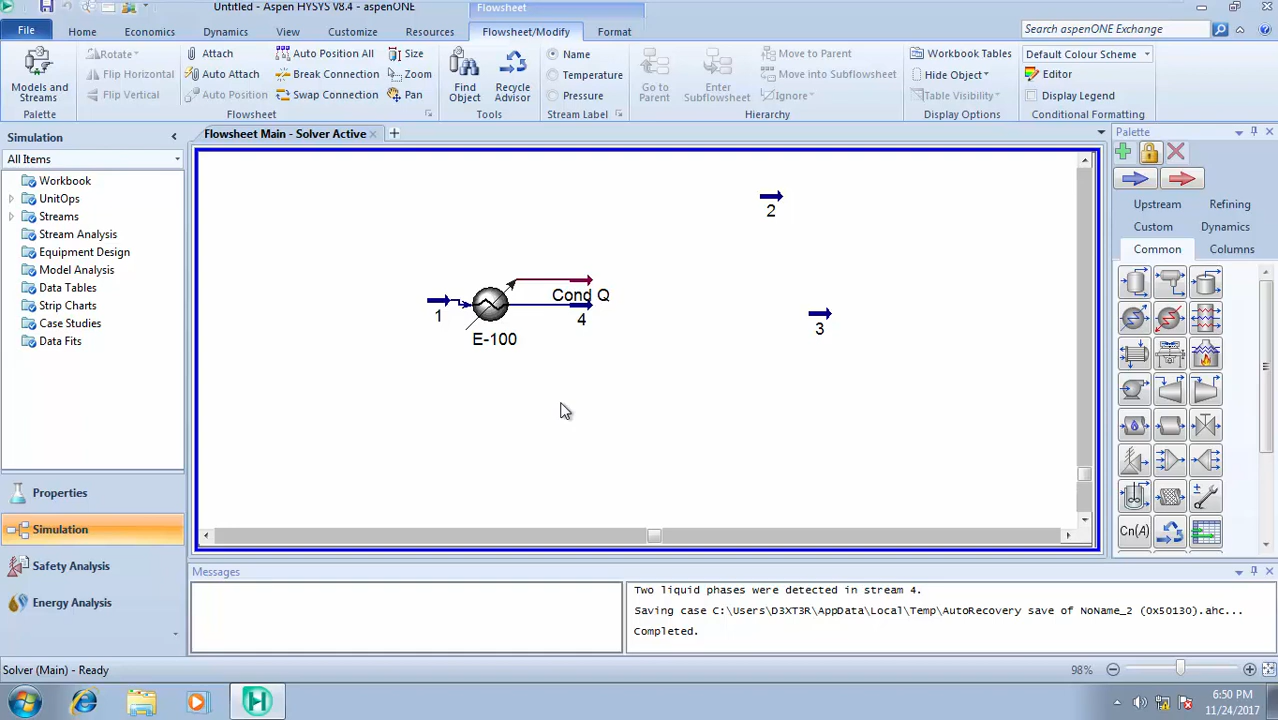 Untitled - Aspen HYSYS V8.4 - aspenONE
Flowsheet
File
Home
Economics
Dynamics
View
Customize
Resources
Flowsheet/Modify
Format
Search aspenONE Exchange
Models and
Streams
Palette
Rotate
Flip Horizontal
Flip Vertical
Attach
Auto Attach
Auto Position
Auto Position All
Break Connection
Swap Connection
Size
Zoom
Pan
Flowsheet
Find
Object
Recycle
Advisor
Tools
Name
Temperature
Pressure
Stream Label
Go to
Parent
Enter
Subflowsheet
Move to Parent
Move into Subflowsheet
Ignore
Hierarchy
Workbook Tables
Hide Object
Table Visibility
Display Options
Default Colour Scheme
Editor
Display Legend
Conditional Formatting
Simulation
All Items
Workbook
UnitOps
Streams
Stream Analysis
Equipment Design
Model Analysis
Data Tables
Strip Charts
Case Studies
Data Fits
Properties
Simulation
Safety Analysis
Energy Analysis
Flowsheet Main - Solver Active
2
Cond Q
1
4
3
E-100
Palette
Upstream
Refining
Custom
Dynamics
Common
Columns
Cn(A)
Messages
Two liquid phases were detected in stream 4.
Saving case C:\Users\D3XT3R\AppData\Local\Temp\AutoRecovery save of NoName_2 (0x50130).ahc...
Completed.
Solver (Main) - Ready
98%
6:50 PM
11/24/2017